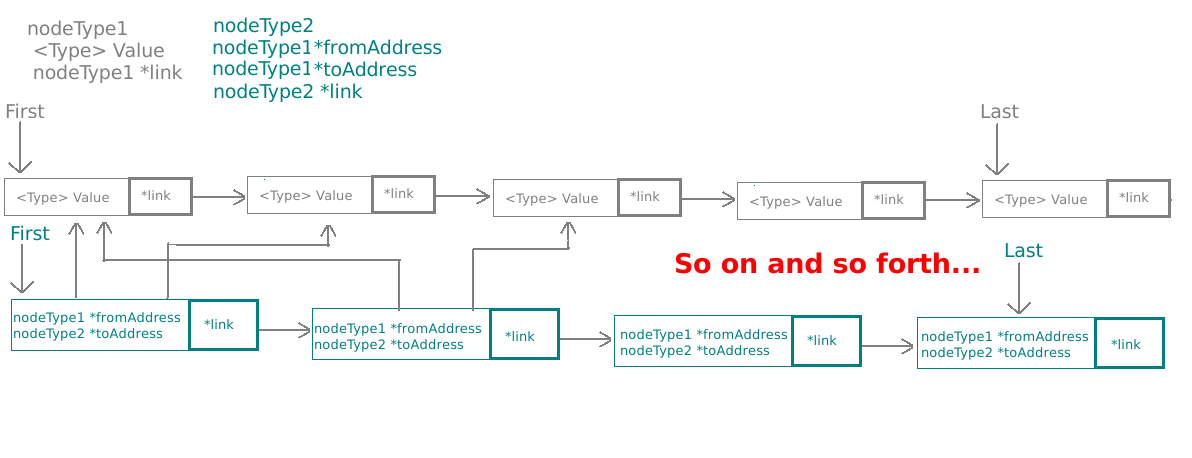 nodeType1
<Type> Value
nodeType1 *link
nodeType2
nodeType1*fromAddress
nodeType1*toAddress
nodeType2 *link
First
Last
<Type> Value
*link
<Type> Value
*link
<Type> Value
*link
<Type> Value
*link
<Type> Value
*link
First
So on and so forth...
Last
nodeType1 *fromAddress
nodeType2 *toAddress
*link
nodeType1 *fromAddress
nodeType2 *toAddress
*link
nodeType1 *fromAddress
nodeType2 *toAddress
*link
nodeType1 *fromAddress
nodeType2 *toAddress
*link